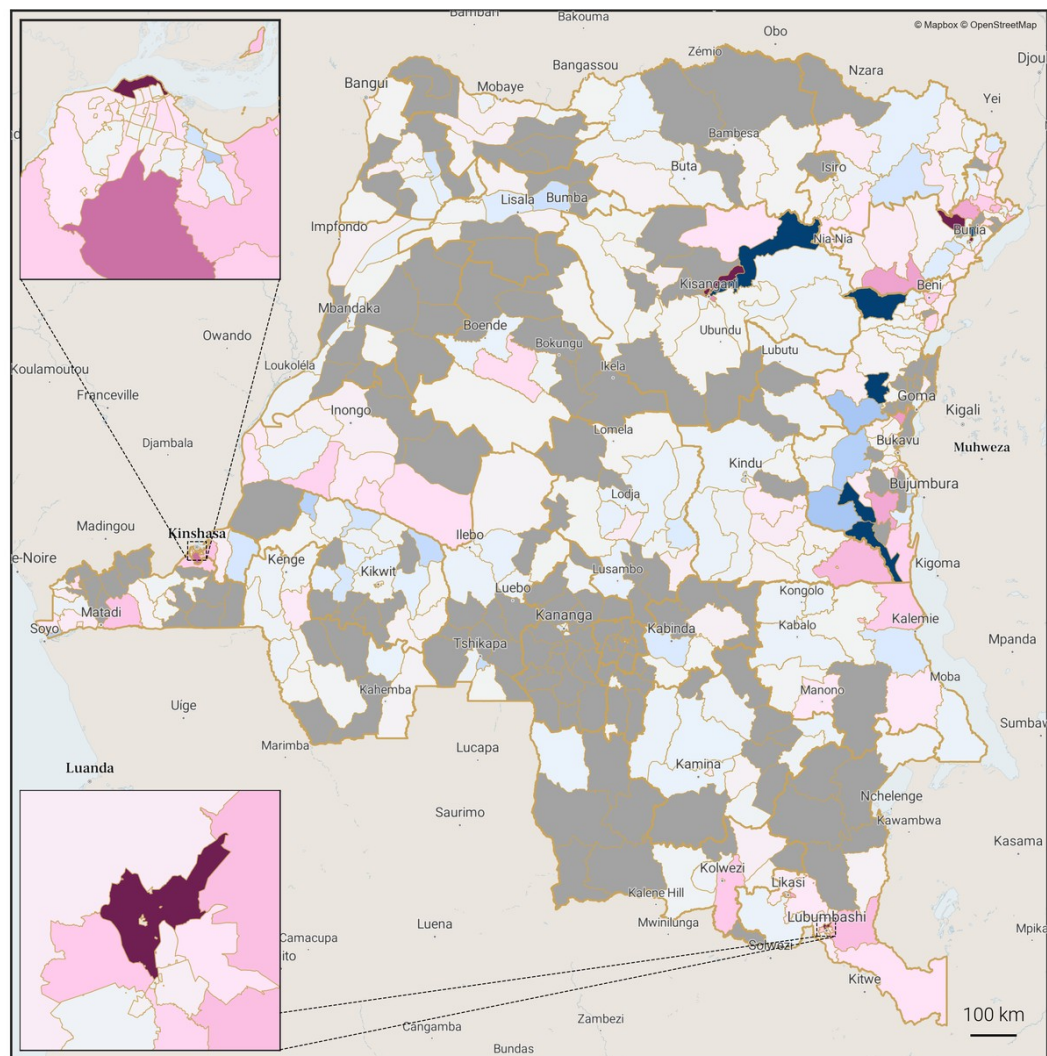 Bambari
Bakouma
Obo
© Mapbox © OpenStreetMap
Zémio
Djou
Bangassou
Nzara
Bangui
Mobaye
Yei
Bambesa
Buta
Isiro
Lisala
Bumba
Impfondo
Nia-Nia
Bunia
Kisangani
Beni
Mbandaka
Owando
Boende
Ubundu
Bokungu
Lubutu
Koulamoutou
Loukoléla
Ikela
Goma
Franceville
Kigali
Inongo
Djambala
Lomela
Bukavu
Muhweza
Kindu
Bujumbura
Lodja
Madingou
Kinshasa
Ilebo
e-Noire
Kenge
Kigoma
Kikwit
Lusambo
Luebo
Kongolo
Matadi
Kananga
Kalemie
Soyo
Kabinda
Kabalo
Tshikapa
Mpanda
Moba
Kahemba
Manono
Uíge
Sumbaw
Marimba
Lucapa
Luanda
Kamina
Nchelenge
Saurimo
Kawambwa
Kasama
Kolwezi
Likasi
Kalene Hill
Lubumbashi
Luena
Mwinilunga
Mpika
Camacupa
Solwezi
ito
Kitwe
100 km
Cangamba
Zambezi
Bundas